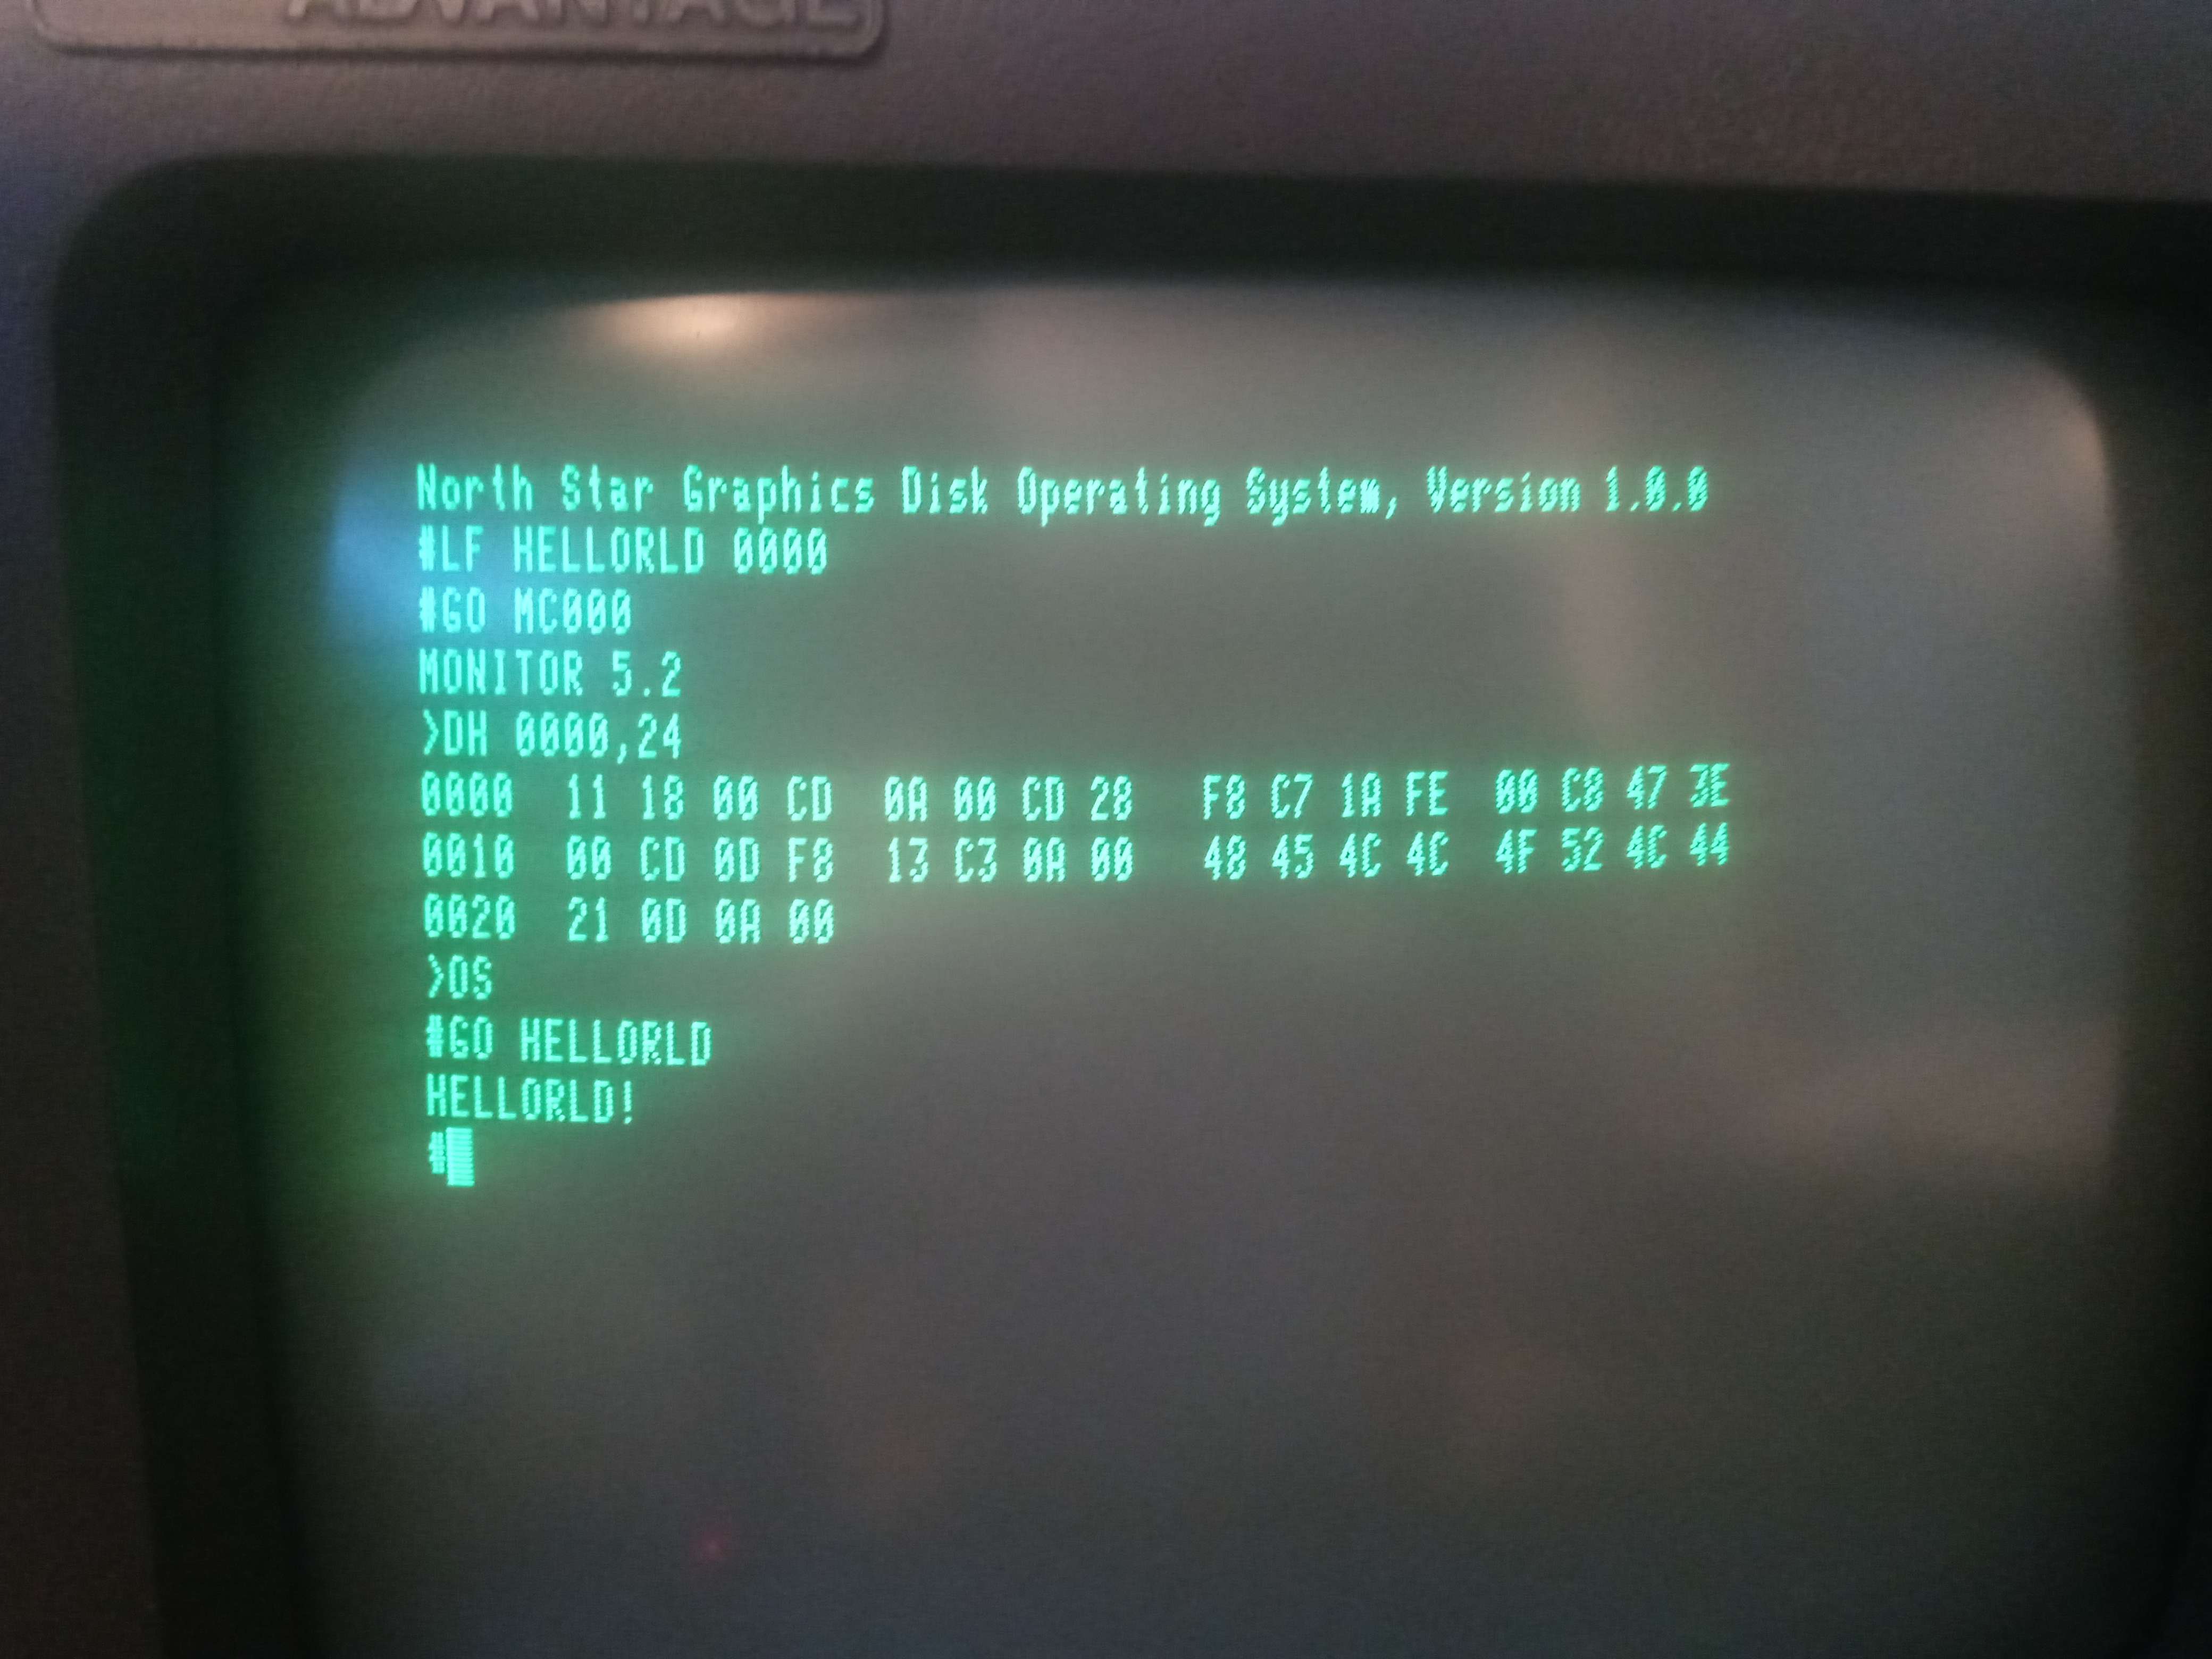 ADVANTAGE
North Star Graphics Disk Operating System, Version 1.0.0
#LF HELLORLD 0000
#GO MC000
MONITOR 5.2
>DH 0000,24
0000 11 18 00 CD 0A 00 CD 28 F8 C7 1A FE 00 C8 47 3E
0010 00 CD 0D F8 13 C3 0A 00 48 45 4C 4C 4F 52 4C 44
0020 21 0D 0A 00
>OS
#GO HELLORLD
HELLORLD!
#